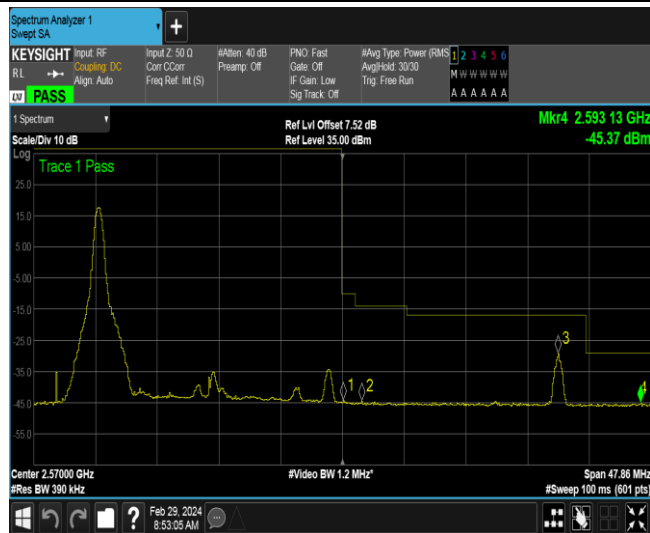 Spectrum Analyzer 1
Swept SA
+
KEYSIGHT
RL
LXI PASS
Input: RF
Coupling: DC
Align: Auto
Input Z: 50 Ω
Corr CCorr
Freq Ref: Int (S)
#Atten: 40 dB
Preamp: Off
PNO: Fast
Gate: Off
IF Gain: Low
Sig Track: Off
#Avg Type: Power (RMS
Avg|Hold: 30/30
Trig: Free Run
1 2 3 4 5 6
M W W W W W
A A A A A A
1 Spectrum
Scale/Div 10 dB
Ref Lvl Offset 7.52 dB
Ref Level 35.00 dBm
Mkr4 2.593 13 GHz
-45.37 dBm
Log
Trace 1 Pass
25.0
15.0
5.00
-5.00
-15.0
-25.0
-35.0
-45.0
-55.0
1
2
3
4
Center 2.57000 GHz
#Res BW 390 kHz
#Video BW 1.2 MHz*
Span 47.86 MHz
#Sweep 100 ms (601 pts)
?
Feb 29, 2024
8:53:05 AM